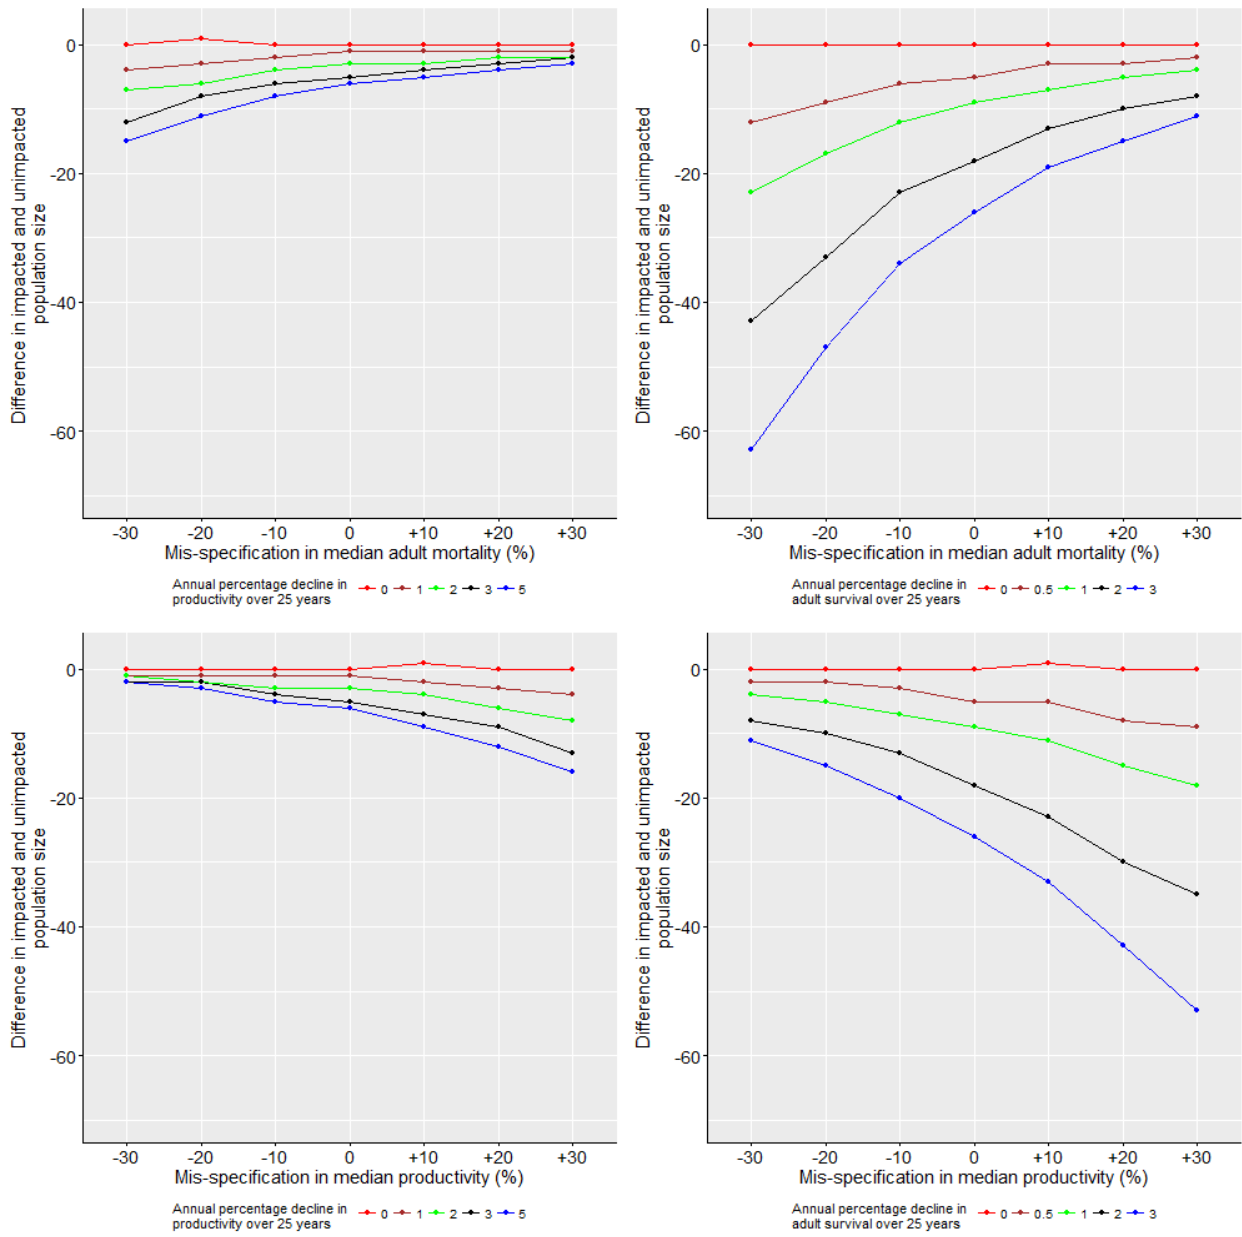 Difference in impacted and unimpacted
population size
0
-20
-40
-60
-30 -20 -10 0 +10 +20 +30
Mis-specification in median adult mortality (%)
Annual percentage decline in
productivity over 25 years 0 1 2 3 5
Difference in impacted and unimpacted
population size
0
-20
-40
-60
-30 -20 -10 0 +10 +20 +30
Mis-specification in median adult mortality (%)
Annual percentage decline in
adult survival over 25 years 0 0.5 1 2 3
Difference in impacted and unimpacted
population size
0
-20
-40
-60
-30 -20 -10 0 +10 +20 +30
Mis-specification in median productivity (%)
Annual percentage decline in
productivity over 25 years 0 1 2 3 5
Difference in impacted and unimpacted
population size
0
-20
-40
-60
-30 -20 -10 0 +10 +20 +30
Mis-specification in median productivity (%)
Annual percentage decline in
adult survival over 25 years 0 0.5 1 2 3